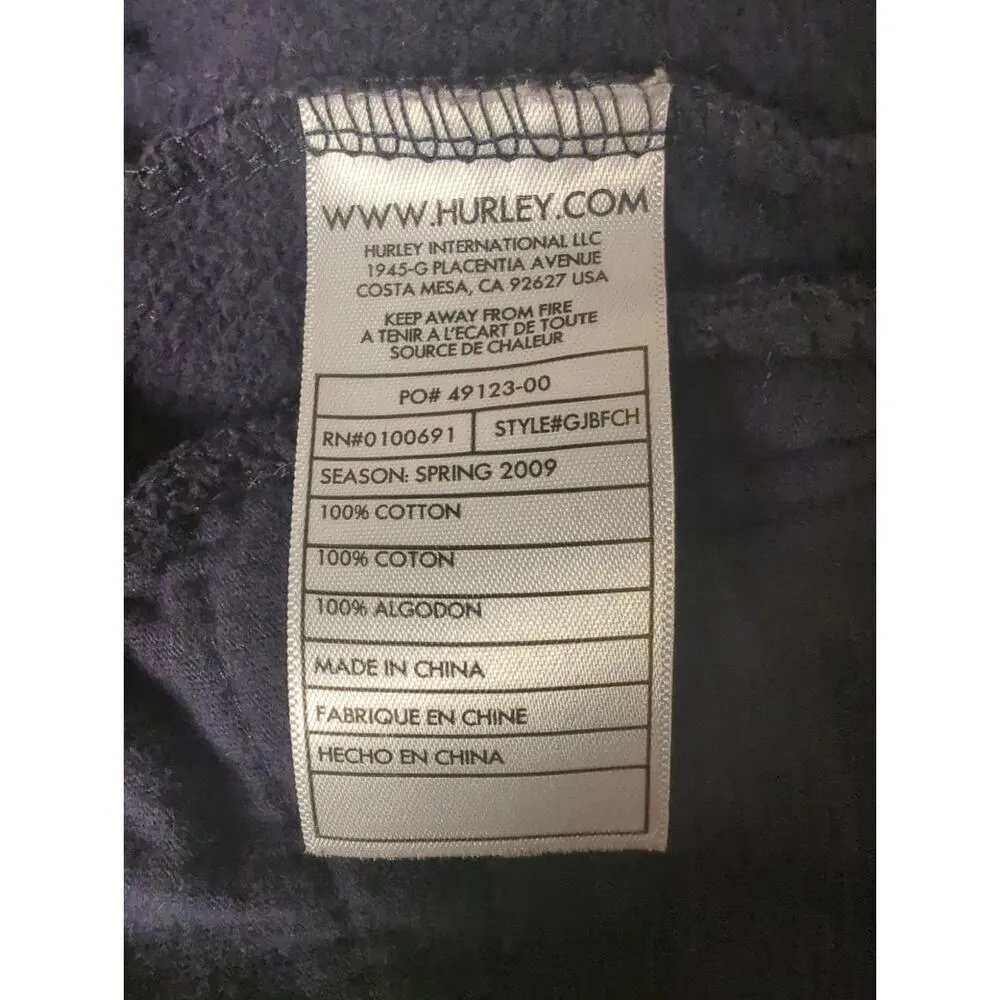 WWW.HURLEY.COM
HURLEY INTERNATIONAL LLC
1945-G PLACENTIA AVENUE
COSTA MESA, CA 92627 USA
KEEP AWAY FROM FIRE
A TENIR A L'ECART DE TOUTE
SOURCE DE CHALEUR
PO# 49123-00
RN#0100691 STYLE#GJBFCH
SEASON: SPRING 2009
100% COTTON
100% COTON
100% ALGODON
MADE IN CHINA
FABRIQUE EN CHINE
HECHO EN CHINA